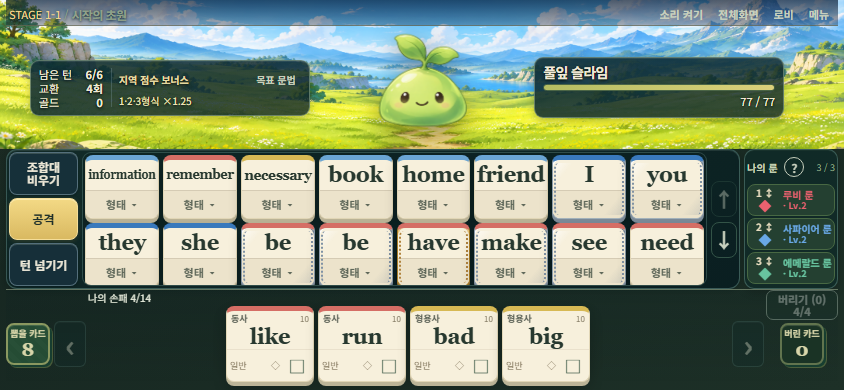 STAGE 1-1 / 시작의 초원
소리 켜기 전체화면 로비 메뉴
남은 턴 6/6
교환 4회
골드 0
지역 점수 보너스
목표 문법
1·2·3형식 ×1.25
풀잎 슬라임
77 / 77
조합대
비우기
공격
턴 넘기기
information remember necessary book home friend I you
형태 형태 형태 형태 형태 형태 형태 형태
they she be be have make see need
형태 형태 형태 형태 형태 형태 형태 형태
↑
↓
나의 룬 ? 3 / 3
1 ↕ 루비 룬
· Lv.2
2 ↕ 사파이어 룬
· Lv.2
3 ↕ 에메랄드 룬
· Lv.2
나의 손패 4/14
버리기 (0)
4/4
뽑을 카드
8
‹
동사 10
like
일반
동사 10
run
일반
형용사 10
bad
일반
형용사 10
big
일반
›
버린 카드
0